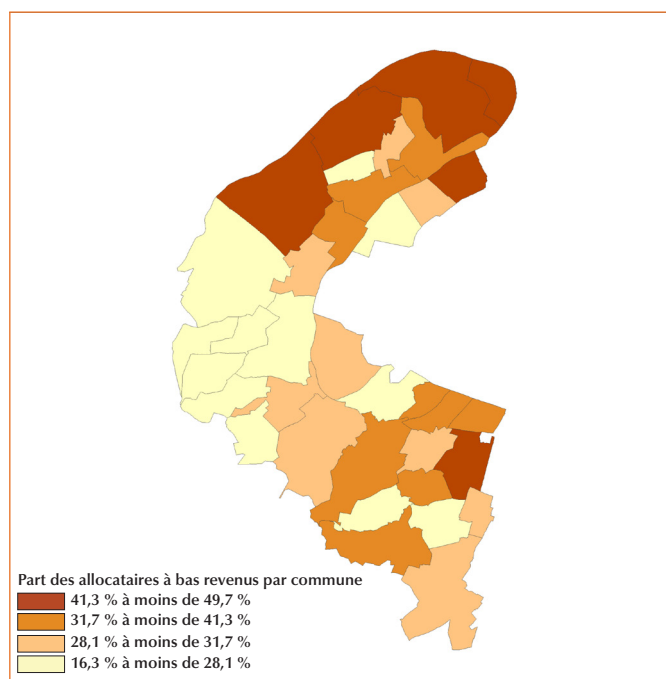 Part des allocataires à bas revenus par commune
41,3 % à moins de 49,7 %
31,7 % à moins de 41,3 %
28,1 % à moins de 31,7 %
16,3 % à moins de 28,1 %